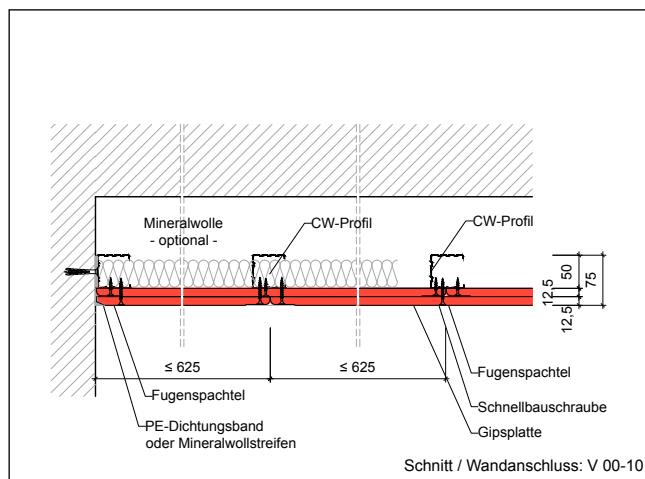 Mineralwolle
- optional -
CW-Profil
CW-Profil
12,5
12,5
50
75
≤ 625
≤ 625
Fugenspachtel
PE-Dichtungsband
oder Mineralwollstreifen
Fugenspachtel
Schnellbauschraube
Gipsplatte
Schnitt / Wandanschluss: V 00-10